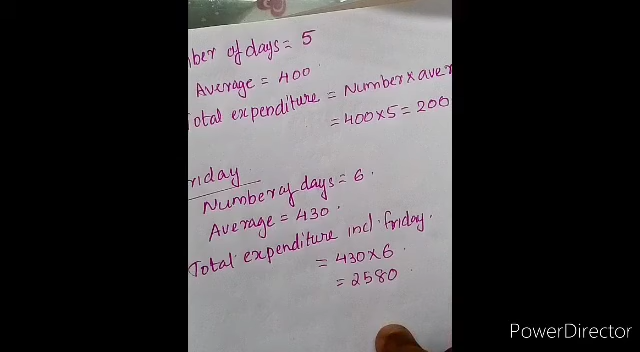 ber of days = 5
Average = 400
Total expenditure = Number × aver
= 400×5 = 200
riday
Number of days = 6.
Average = 430.
Total expenditure incl. friday.
= 430×6
= 2580
PowerDirector